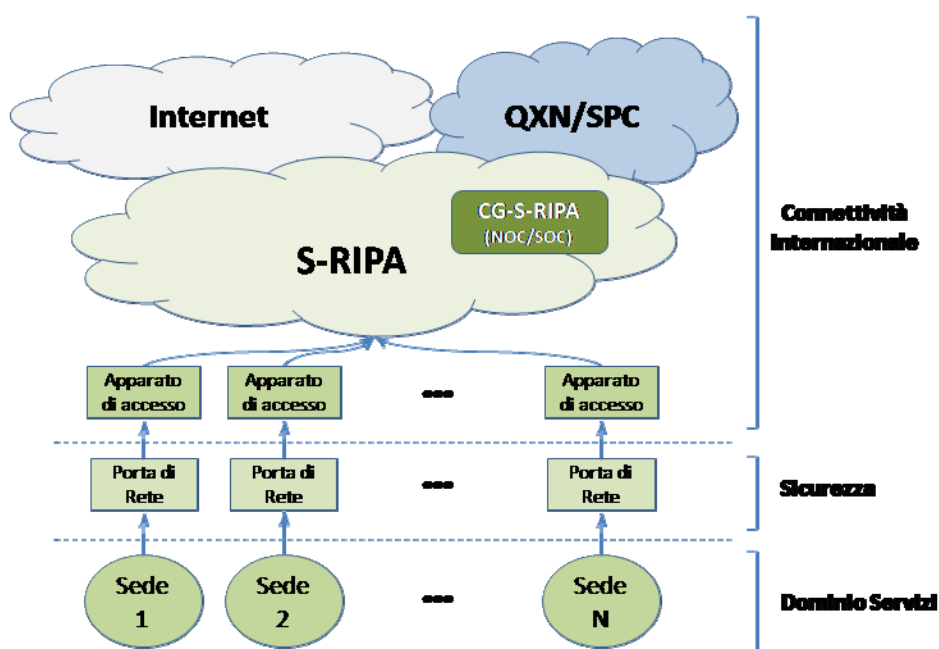 Internet
QXN/SPC
CG-S-RIPA
(NOC/SOC)
S-RIPA
Connettività
Internazionale
Apparato
di accesso
Apparato
di accesso
---
Apparato
di accesso
Porta di
Rete
Porta di
Rete
---
Porta di
Rete
Sicurezza
Sede
1
Sede
2
---
Sede
N
Dominio Servizi